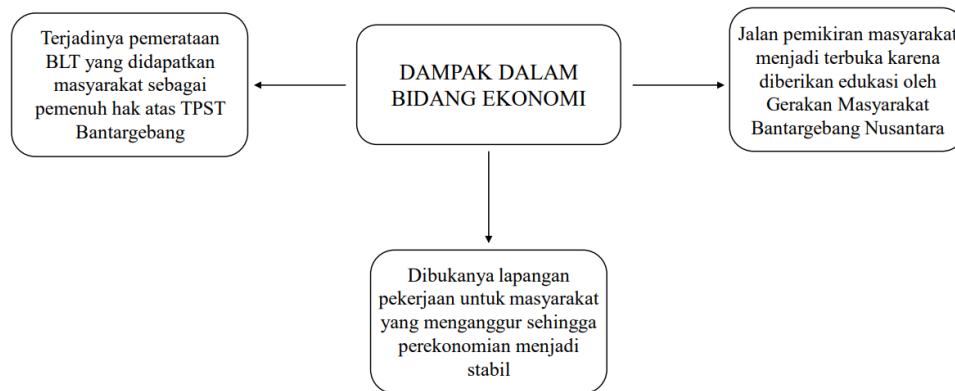 Terjadinya pemerataan
BLT yang didapatkan
masyarakat sebagai
pemenuh hak atas TPST
Bantargebang
DAMPAK DALAM
BIDANG EKONOMI
Jalan pemikiran masyarakat
menjadi terbuka karena
diberikan edukasi oleh
Gerakan Masyarakat
Bantargebang Nusantara
Dibukanya lapangan
pekerjaan untuk masyarakat
yang menganggur sehingga
perekonomian menjadi
stabil